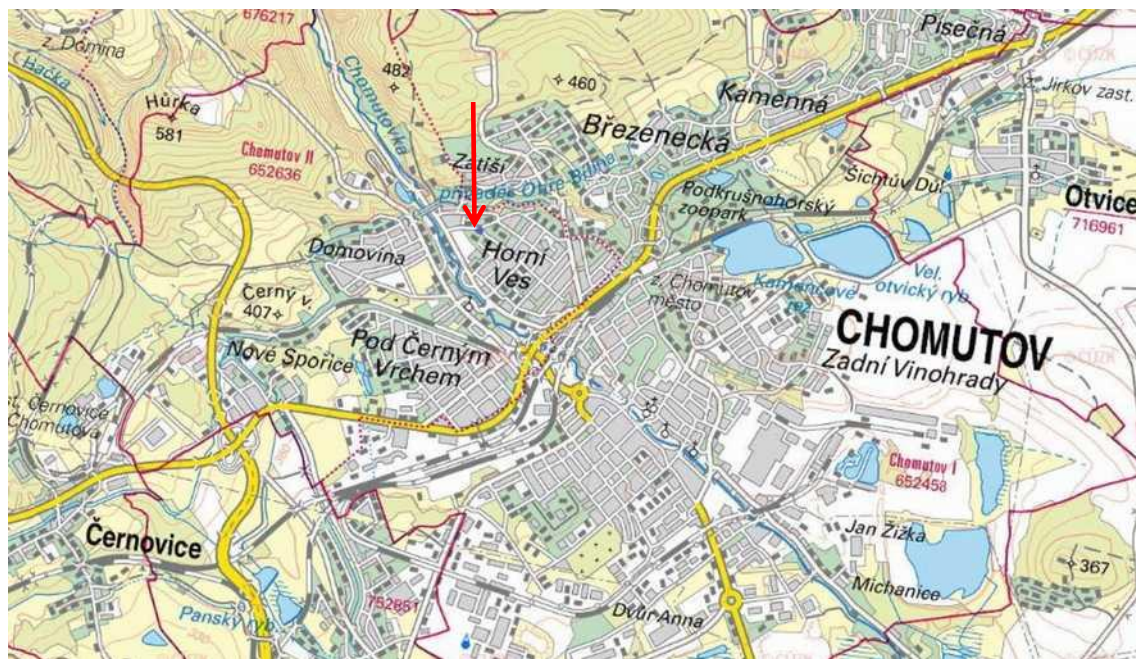 676217
z. Domina
Písečná
Hačka
482
460
z. Jirkov zast.
Hůrka
Chomutovka
Kamenná
581
Březenecká
Chomutov II
652636
Zátiší
přivaděč Ohře-Bílina
Podkrušnohorský
zoopark
Šichtův Důl
Otvice
716961
Domovina
Horní
Ves
Vel.
otvický ryb.
Kamencové
z. Chomutov
město
Černý v.
407
CHOMUTOV
Zadní Vinohrady
Nové Spořice
Pod Černým
Vrchem
st. Černovice
u Chomutova
Chomutov I
652458
Jan Žižka
Černovice
367
Michanice
752851
Panský ryb.
Dvůr Anna